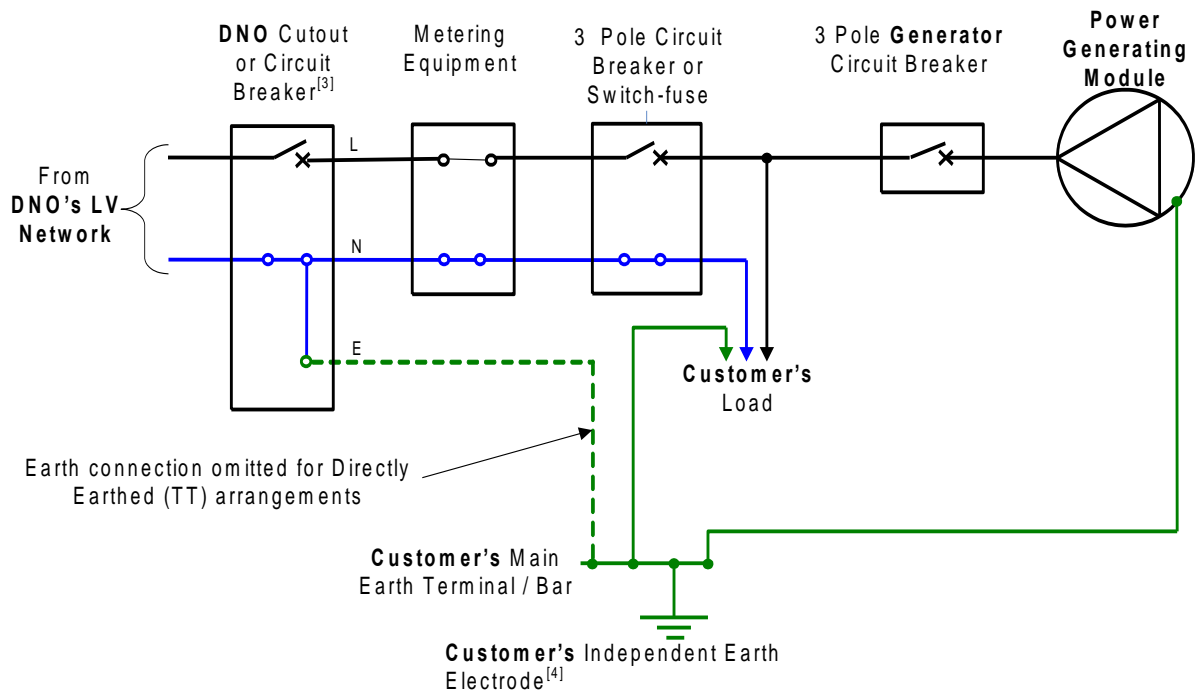 DNO Cutout
or Circuit
Breaker[3]
Metering
Equipment
3 Pole Circuit
Breaker or
Switch-fuse
3 Pole Generator
Circuit Breaker
Power
Generating
Module
L
From
DNO's LV
Network
N
E
Customer's
Load
Earth connection omitted for Directly
Earthed (TT) arrangements
Customer's Main
Earth Terminal / Bar
Customer's Independent Earth
Electrode[4]